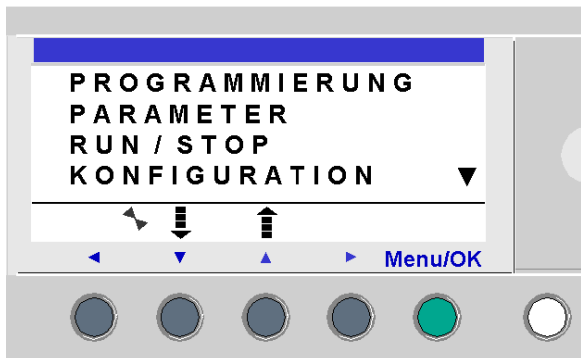 PROGRAMMIERUNG
PARAMETER
RUN / STOP
KONFIGURATION
Menu/OK